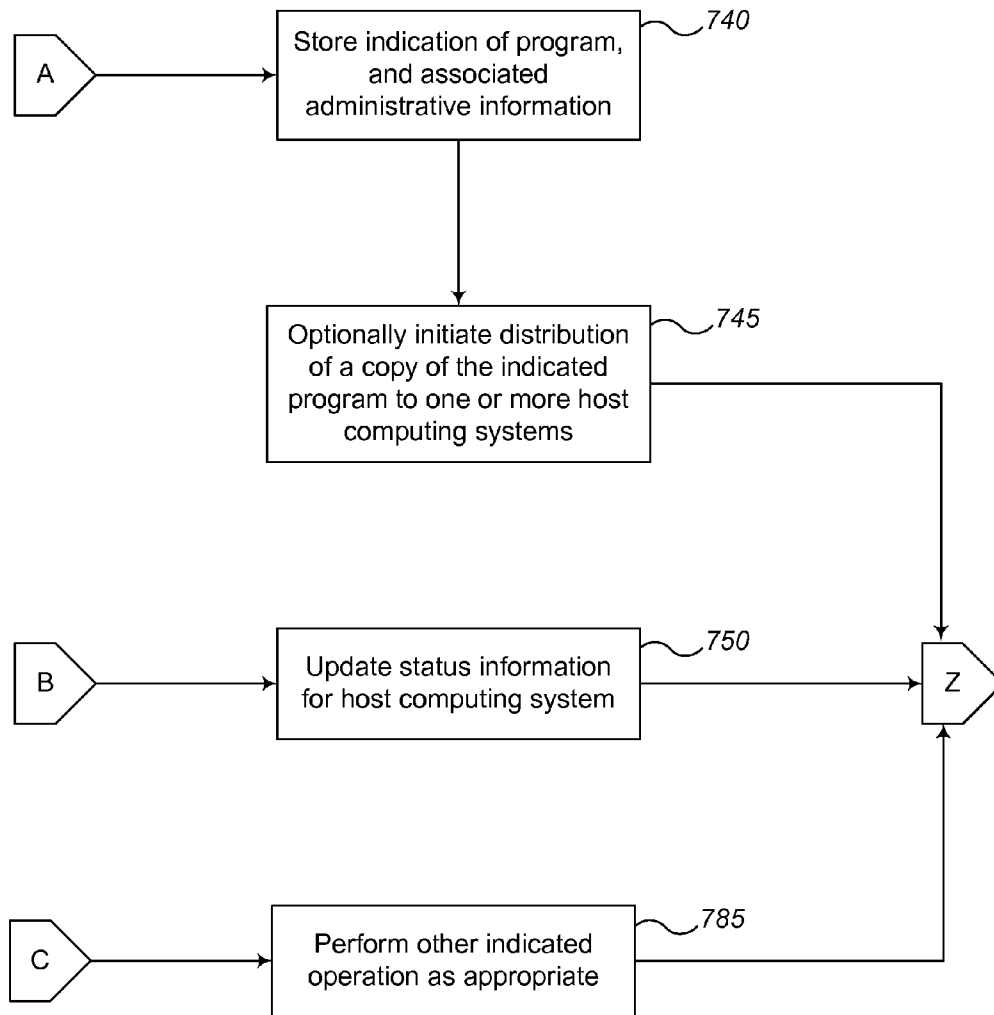 740
A
Store indication of program,
and associated
administrative information
745
Optionally initiate distribution
of a copy of the indicated
program to one or more host
computing systems
750
B
Update status information
for host computing system
Z
785
C
Perform other indicated
operation as appropriate